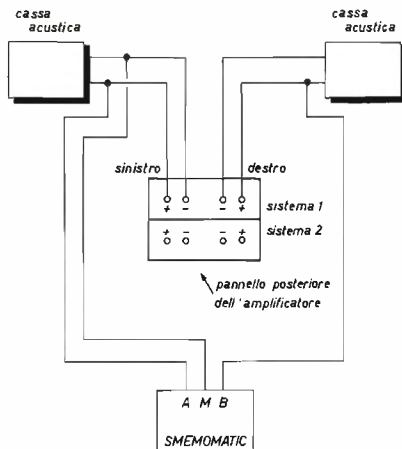 cassa
acustica
cassa
acustica
sinistro
destro
+ - - +
sistema 1
+ - - +
sistema 2
pannello posteriore
dell'amplificatore
A M B
SMEMOMATIC